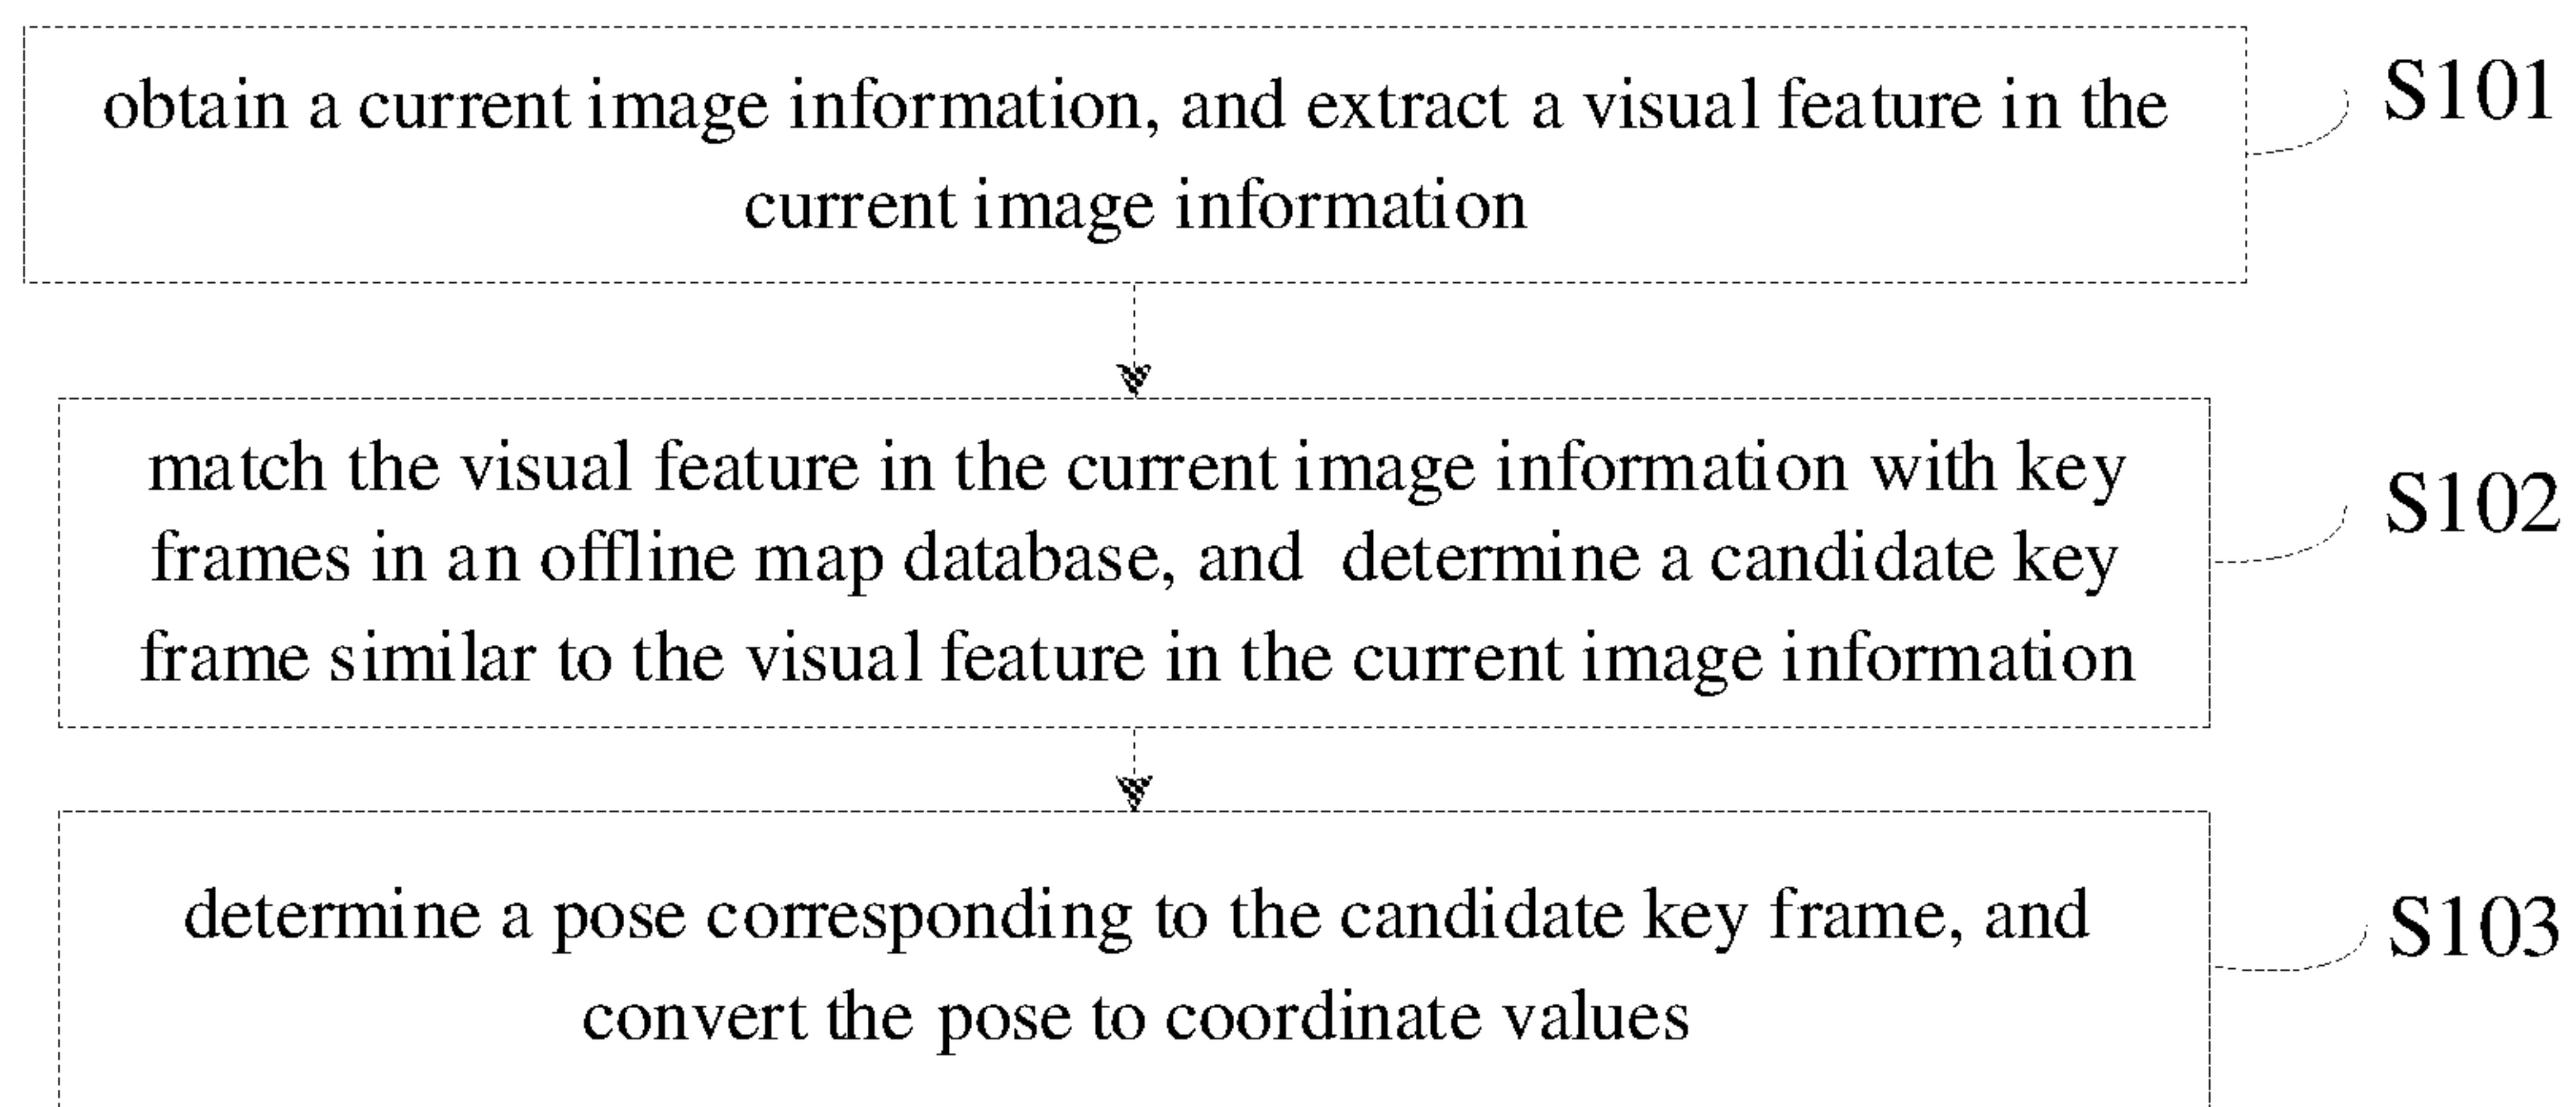 obtain a current image information, and extract a visual feature in the
current image information
S101
match the visual feature in the current image information with key
frames in an offline map database, and determine a candidate key
frame similar to the visual feature in the current image information
S102
determine a pose corresponding to the candidate key frame, and
convert the pose to coordinate values
S103